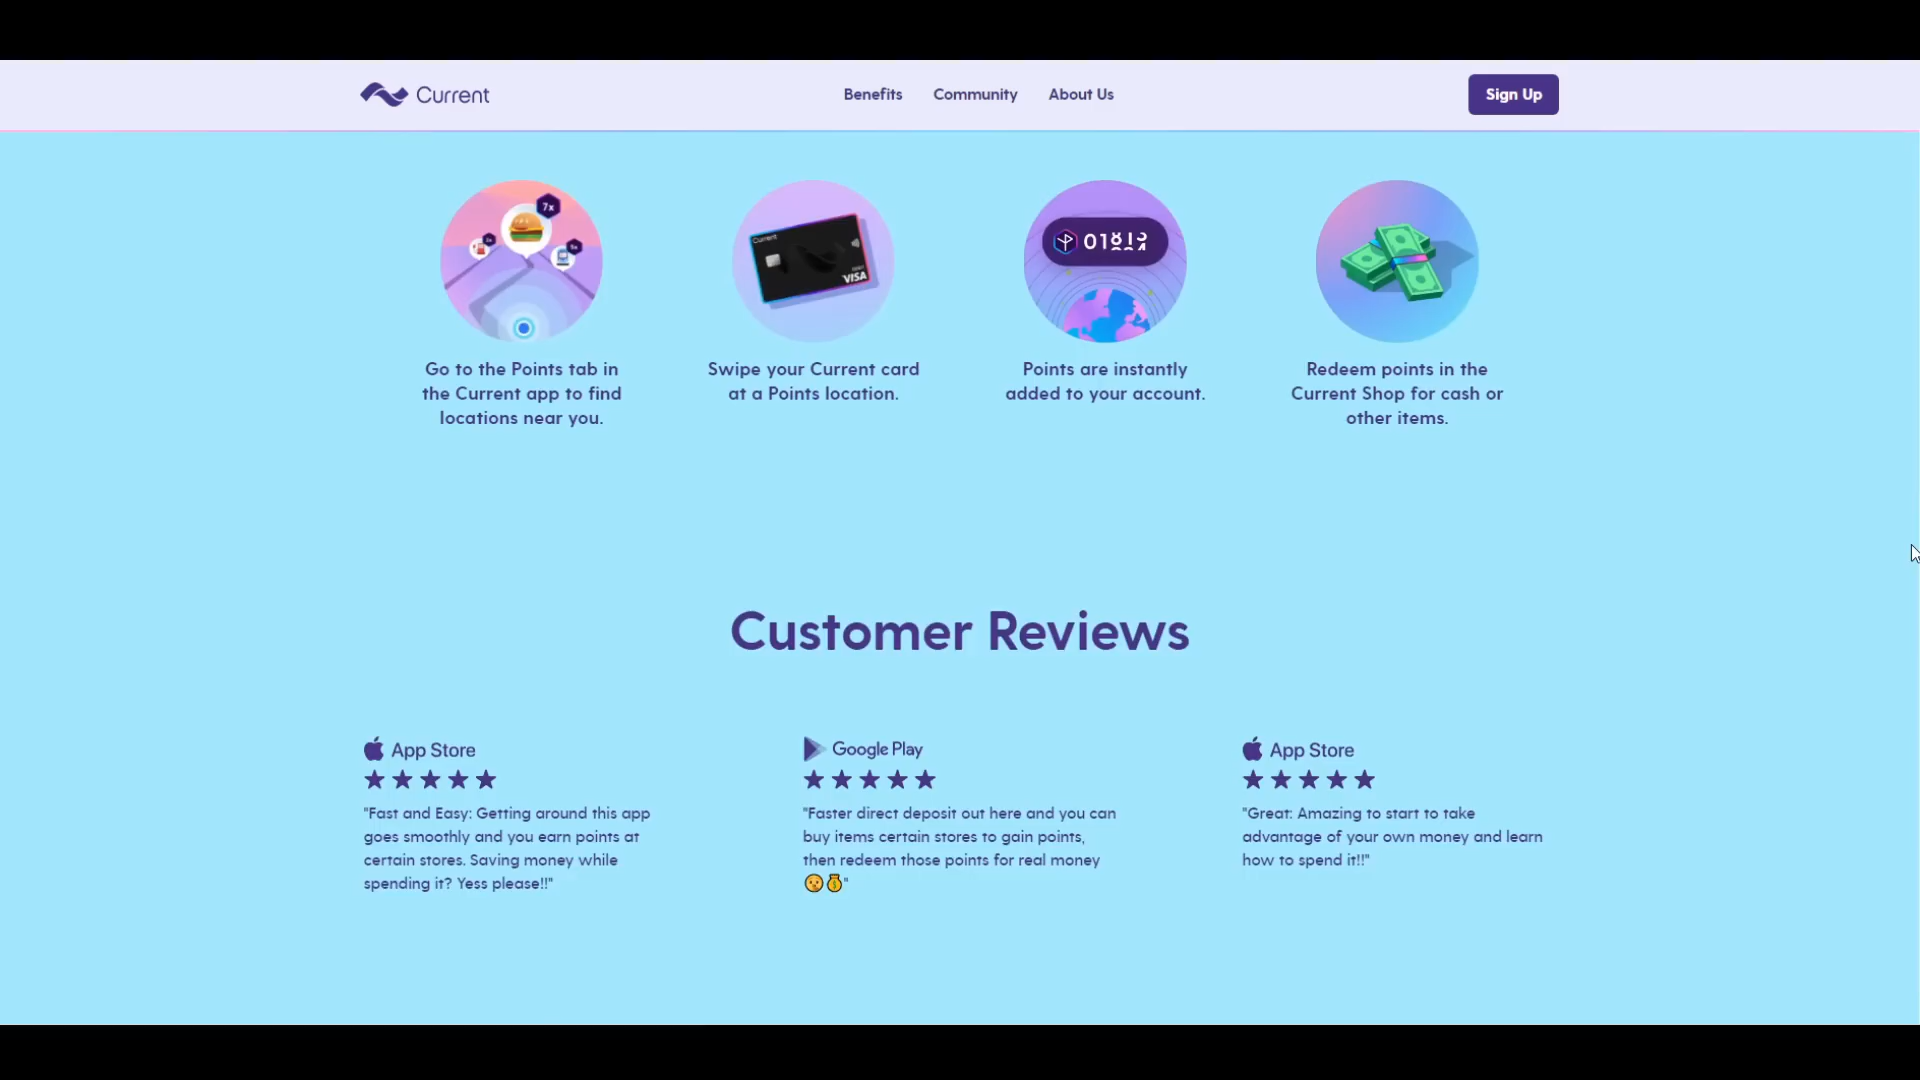 Current
Benefits
Community
About Us
Sign Up
7x
Current
VISA
Go to the Points tab in
the Current app to find
locations near you.
Swipe your Current card
at a Points location.
Points are instantly
added to your account.
Redeem points in the
Current Shop for cash or
other items.
Customer Reviews
App Store
"Fast and Easy: Getting around this app
goes smoothly and you earn points at
certain stores. Saving money while
spending it? Yess please!!"
Google Play
"Faster direct deposit out here and you can
buy items certain stores to gain points,
then redeem those points for real money
"
App Store
"Great: Amazing to start to take
advantage of your own money and learn
how to spend it!!"